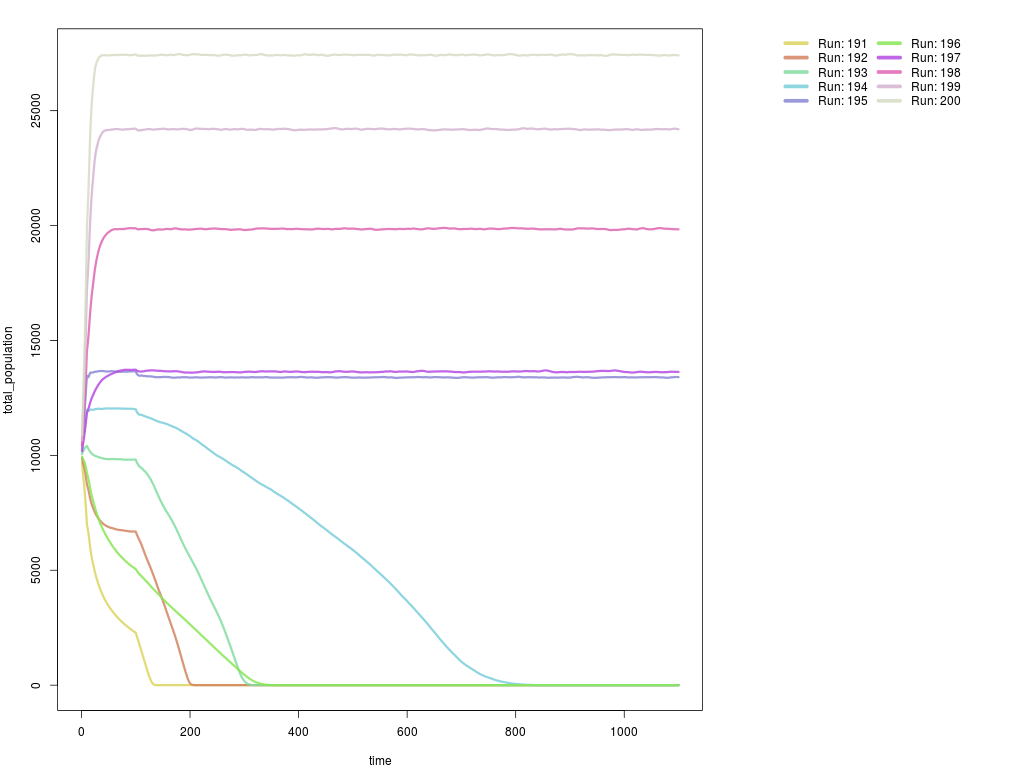 25000
20000
15000
10000
5000
0
total_population
0 200 400 600 800 1000
time
Run: 191 Run: 196
Run: 192 Run: 197
Run: 193 Run: 198
Run: 194 Run: 199
Run: 195 Run: 200